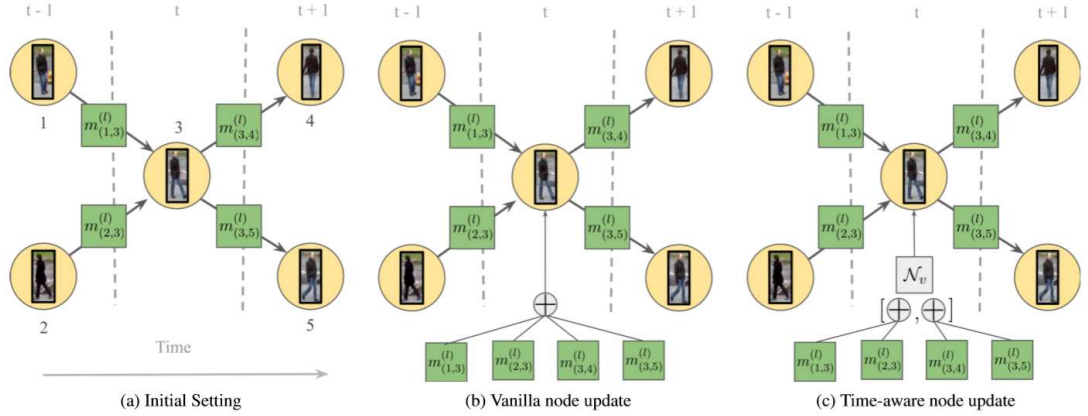 t - 1 t t + 1
1 $m^{(l)}_{(1,3)}$ 3 $m^{(l)}_{(3,4)}$ 4
2 $m^{(l)}_{(2,3)}$ $m^{(l)}_{(3,5)}$ 5
Time
(a) Initial Setting
t - 1 t t + 1
$m^{(l)}_{(1,3)}$ $m^{(l)}_{(3,4)}$
$m^{(l)}_{(2,3)}$ $m^{(l)}_{(3,5)}$
+
$m^{(l)}_{(1,3)}$ $m^{(l)}_{(2,3)}$ $m^{(l)}_{(3,4)}$ $m^{(l)}_{(3,5)}$
(b) Vanilla node update
t - 1 t t + 1
$m^{(l)}_{(1,3)}$ $m^{(l)}_{(3,4)}$
$m^{(l)}_{(2,3)}$ $m^{(l)}_{(3,5)}$
$\mathcal{N}_v$
[+, +]
$m^{(l)}_{(1,3)}$ $m^{(l)}_{(2,3)}$ $m^{(l)}_{(3,4)}$ $m^{(l)}_{(3,5)}$
(c) Time-aware node update